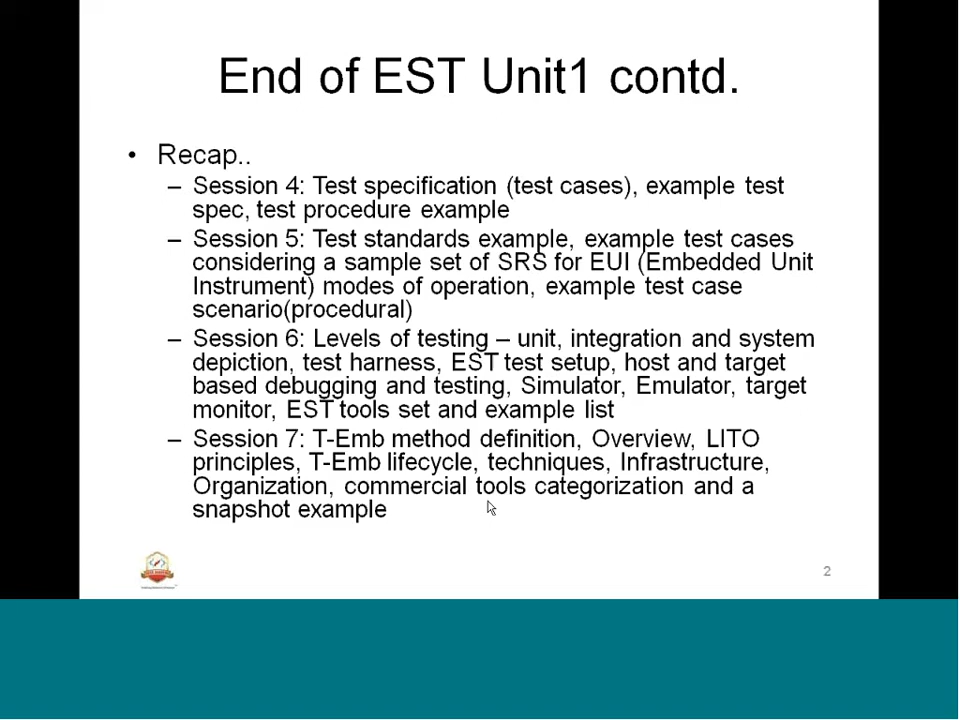 End of EST Unit1 contd.
• Recap..
– Session 4: Test specification (test cases), example test
spec, test procedure example
– Session 5: Test standards example, example test cases
considering a sample set of SRS for EUI (Embedded Unit
Instrument) modes of operation, example test case
scenario(procedural)
– Session 6: Levels of testing – unit, integration and system
depiction, test harness, EST test setup, host and target
based debugging and testing, Simulator, Emulator, target
monitor, EST tools set and example list
– Session 7: T-Emb method definition, Overview, LITO
principles, T-Emb lifecycle, techniques, Infrastructure,
Organization, commercial tools categorization and a
snapshot example
2